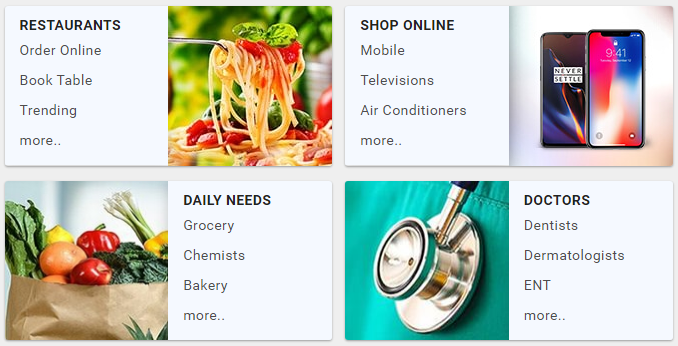 RESTAURANTS
Order Online
Book Table
Trending
more..
SHOP ONLINE
Mobile
Televisions
Air Conditioners
more..
NEVER
SETTLE
9:41
DAILY NEEDS
Grocery
Chemists
Bakery
more..
DOCTORS
Dentists
Dermatologists
ENT
more..